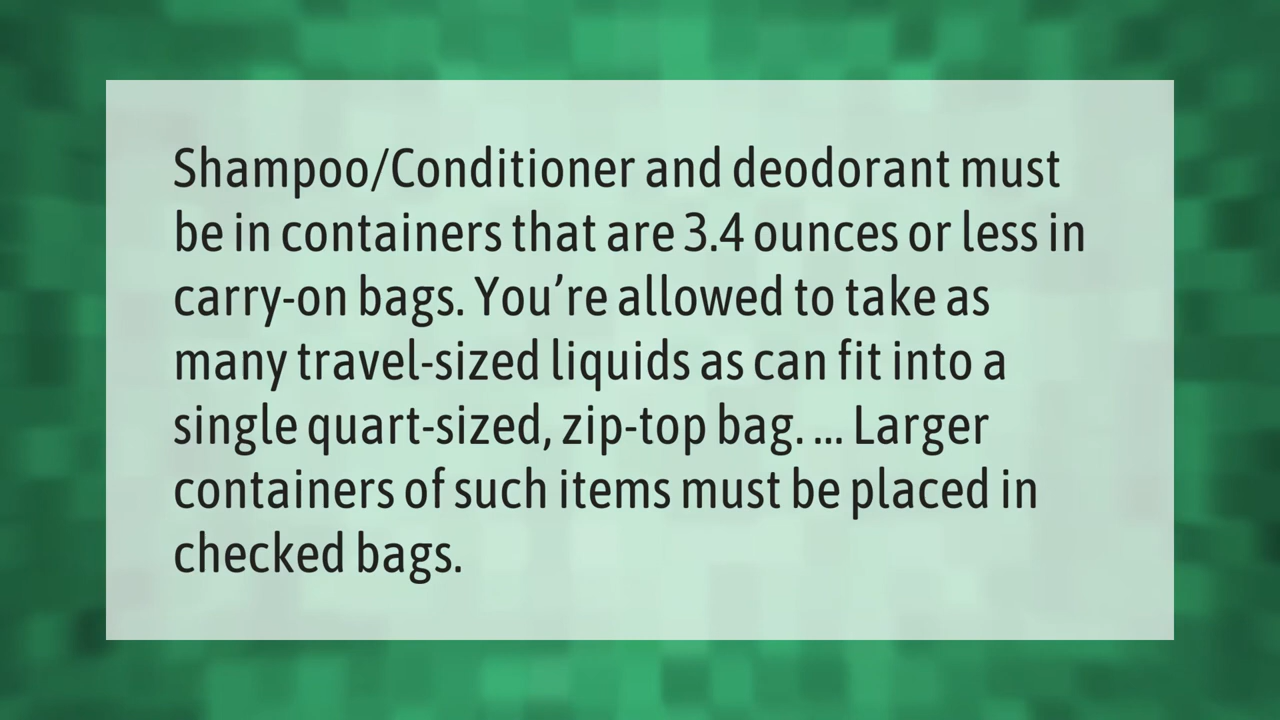 Shampoo/Conditioner and deodorant must
be in containers that are 3.4 ounces or less in
carry-on bags. You’re allowed to take as
many travel-sized liquids as can fit into a
single quart-sized, zip-top bag. ... Larger
containers of such items must be placed in
checked bags.